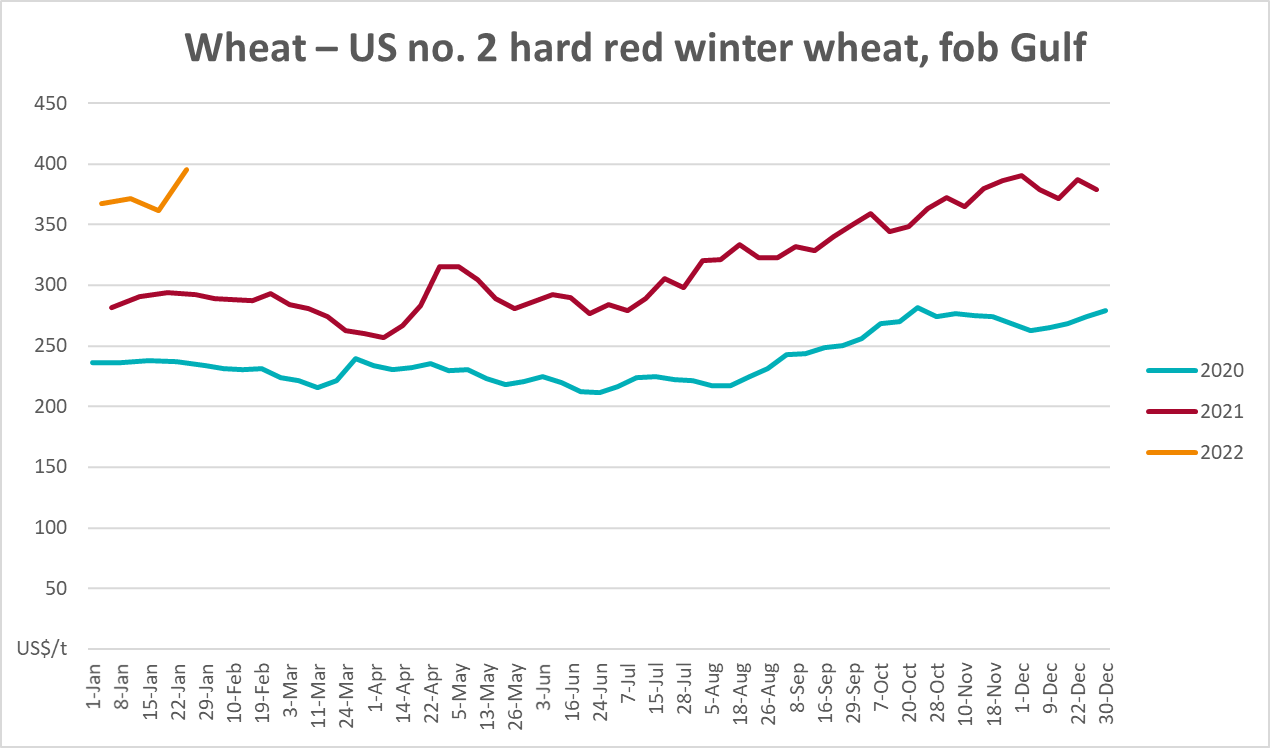 Wheat – US no. 2 hard red winter wheat, fob Gulf
450
400
350
300
250
200
150
100
50
US$/t
1-Jan
8-Jan
15-Jan
22-Jan
29-Jan
10-Feb
19-Feb
3-Mar
11-Mar
24-Mar
1-Apr
14-Apr
22-Apr
5-May
13-May
26-May
3-Jun
16-Jun
24-Jun
7-Jul
15-Jul
28-Jul
5-Aug
18-Aug
26-Aug
8-Sep
16-Sep
29-Sep
7-Oct
20-Oct
28-Oct
10-Nov
18-Nov
1-Dec
9-Dec
22-Dec
30-Dec
2020
2021
2022